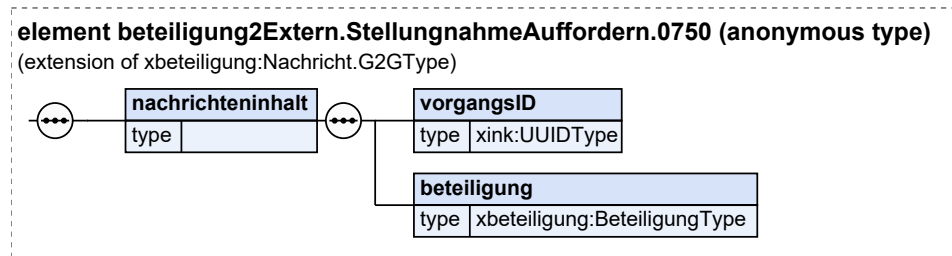 element beteiligung2Extern.StellungnahmeAuffordern.0750 (anonymous type)
(extension of xbeteiligung:Nachricht.G2GType)
nachrichteninhalt
type
vorgangsID
type xink:UUIDType
beteiligung
type xbeteiligung:BeteiligungType